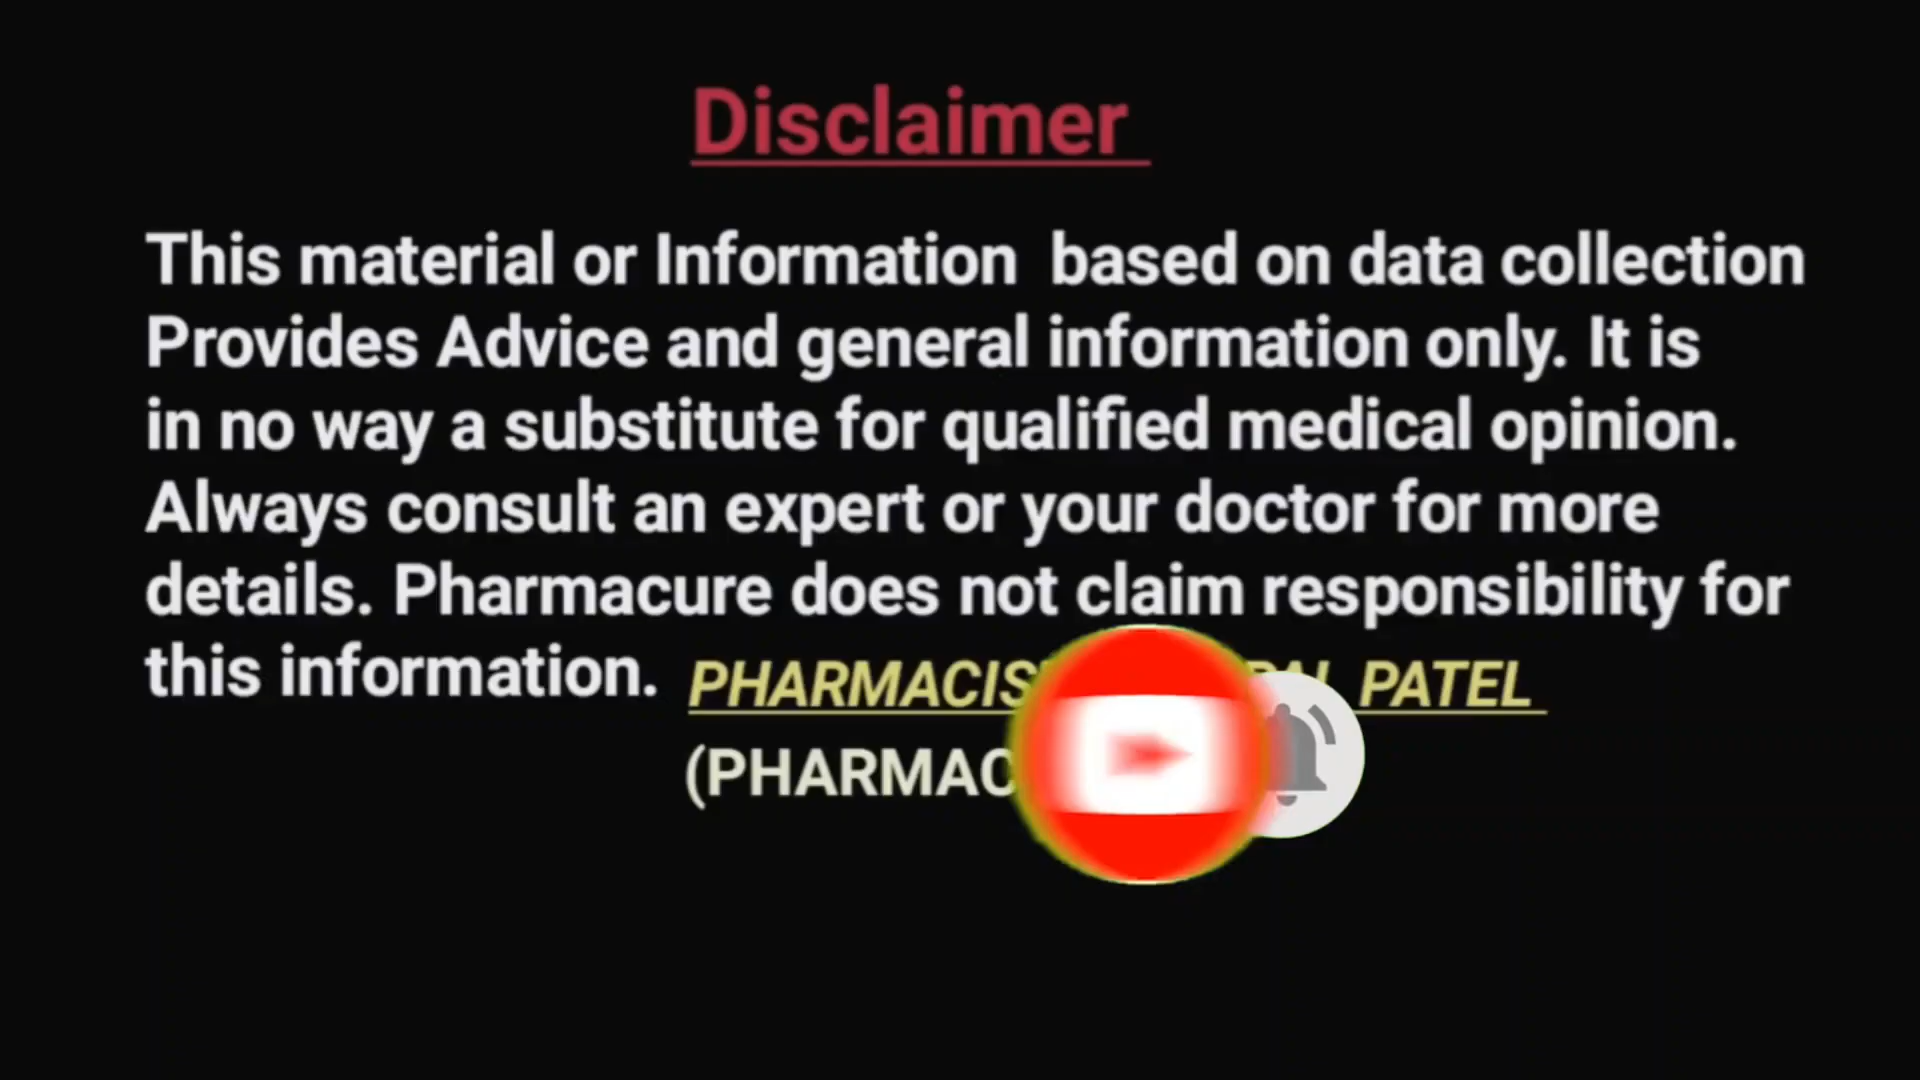 Disclaimer
This material or Information based on data collection
Provides Advice and general information only. It is
in no way a substitute for qualified medical opinion.
Always consult an expert or your doctor for more
details. Pharmacure does not claim responsibility for
this information.
PATEL